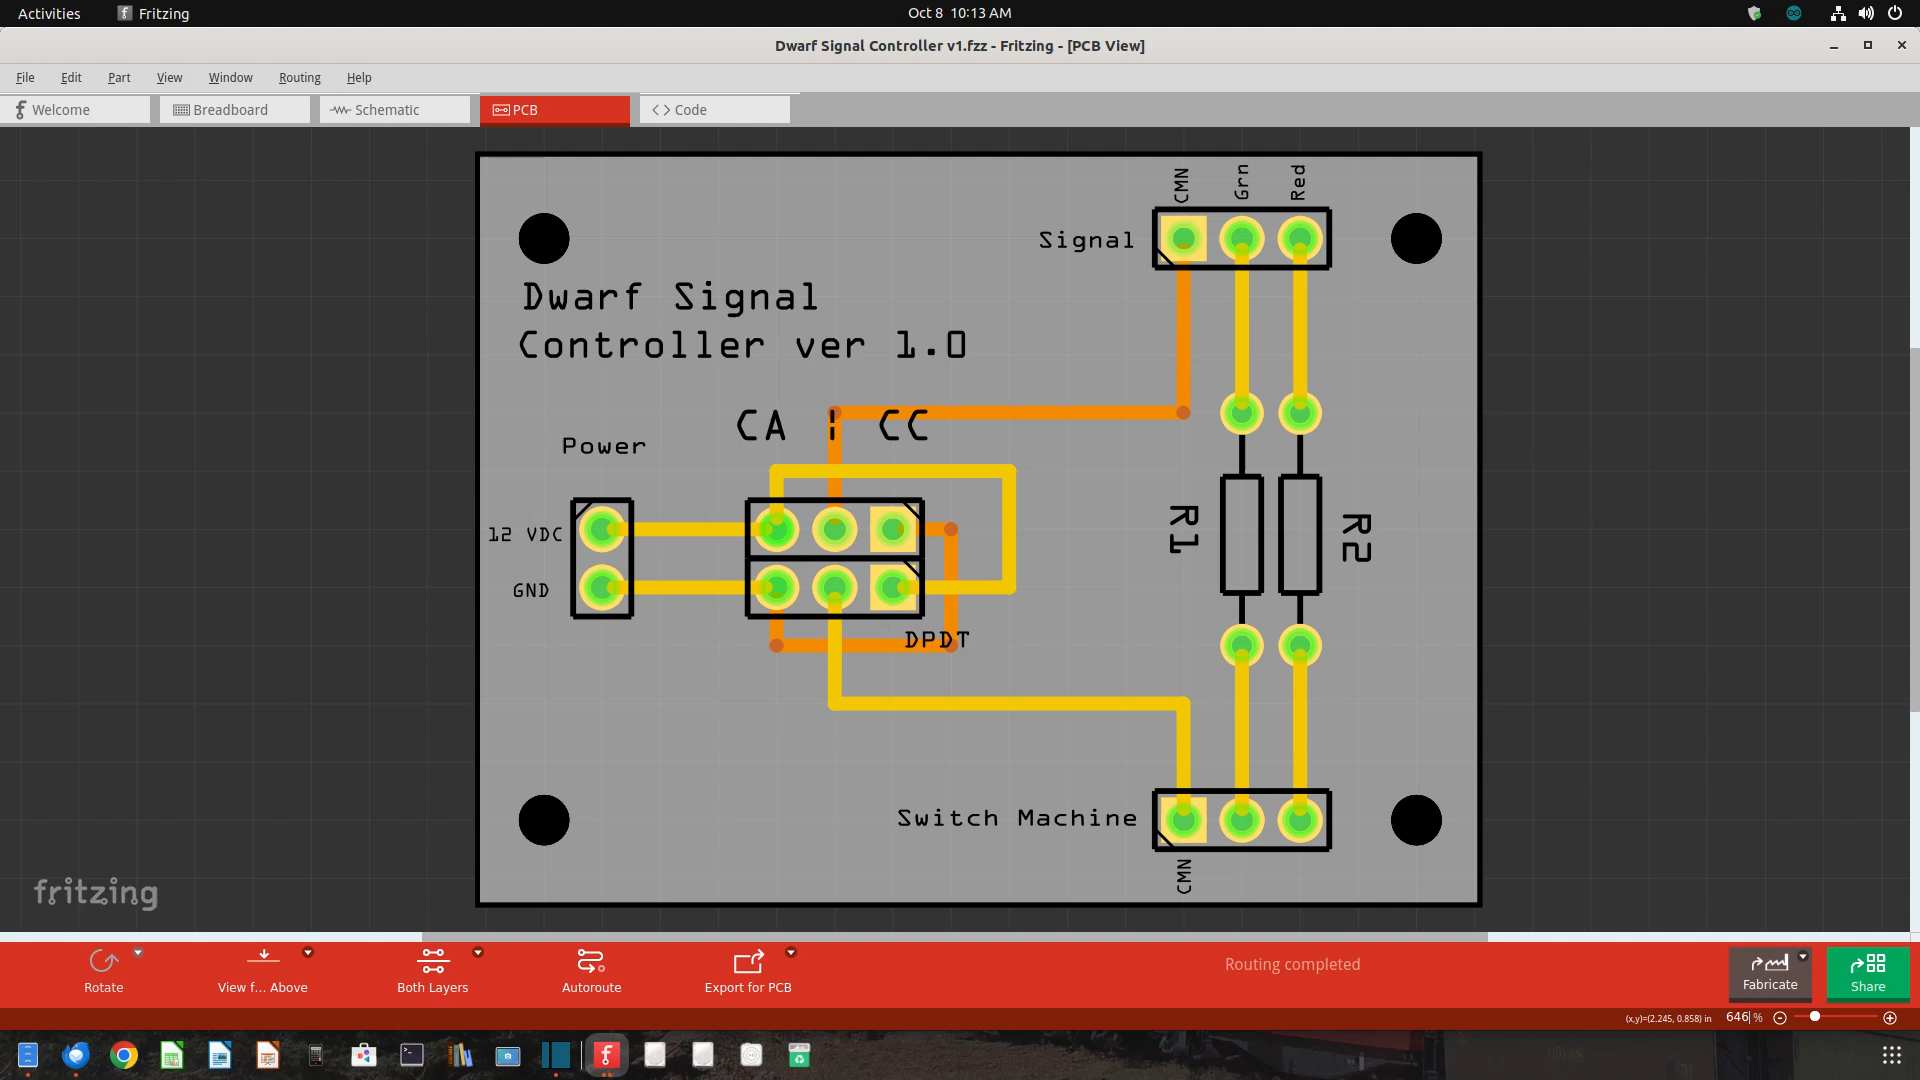 Activities Fritzing Oct 8 10:13 AM
Dwarf Signal Controller v1.fzz - Fritzing - [PCB View]
File Edit Part View Window Routing Help
Welcome Breadboard Schematic PCB Code
CMN Grn Red
Signal
Dwarf Signal
Controller ver 1.0
CA ¦ CC
Power
12 VDC
R1 R2
GND
DPDT
Switch Machine
CMN
fritzing
Rotate View f... Above Both Layers Autoroute Export for PCB Routing completed Fabricate Share
(x,y)=(2.245, 0.858) in 646 %